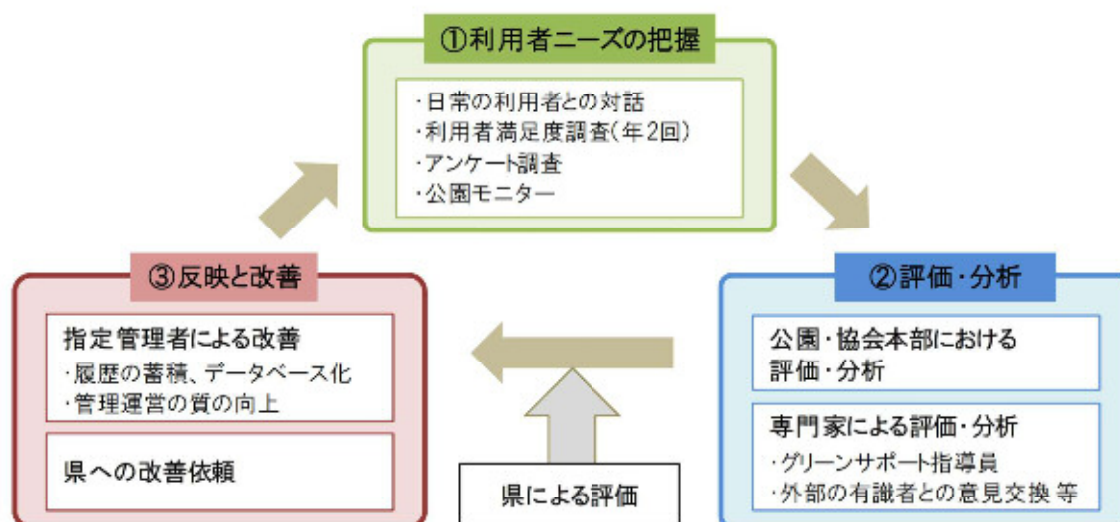 ①利用者ニーズの把握
・日常の利用者との対話
・利用者満足度調査(年2回)
・アンケート調査
・公園モニター
②評価・分析
公園・協会本部における
評価・分析
専門家による評価・分析
・グリーンサポート指導員
・外部の有識者との意見交換 等
③反映と改善
指定管理者による改善
・履歴の蓄積、データベース化
・管理運営の質の向上
県への改善依頼
県による評価